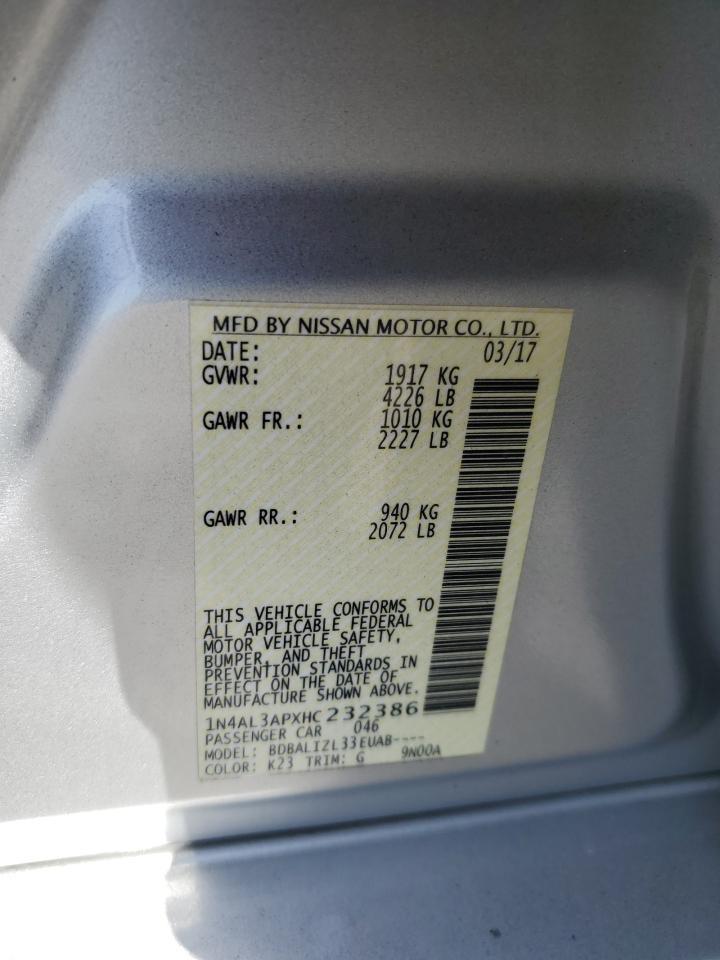 MFD BY NISSAN MOTOR CO., LTD.
DATE: 03/17
GVWR: 1917 KG
4226 LB
GAWR FR.: 1010 KG
2227 LB
GAWR RR.: 940 KG
2072 LB
THIS VEHICLE CONFORMS TO
ALL APPLICABLE FEDERAL
MOTOR VEHICLE SAFETY,
BUMPER, AND THEFT
PREVENTION STANDARDS IN
EFFECT ON THE DATE OF
MANUFACTURE SHOWN ABOVE.
1N4AL3APXHC232386
PASSENGER CAR 046
MODEL: BDBALIZL33EUAB----
COLOR: K23 TRIM: G 9N00A